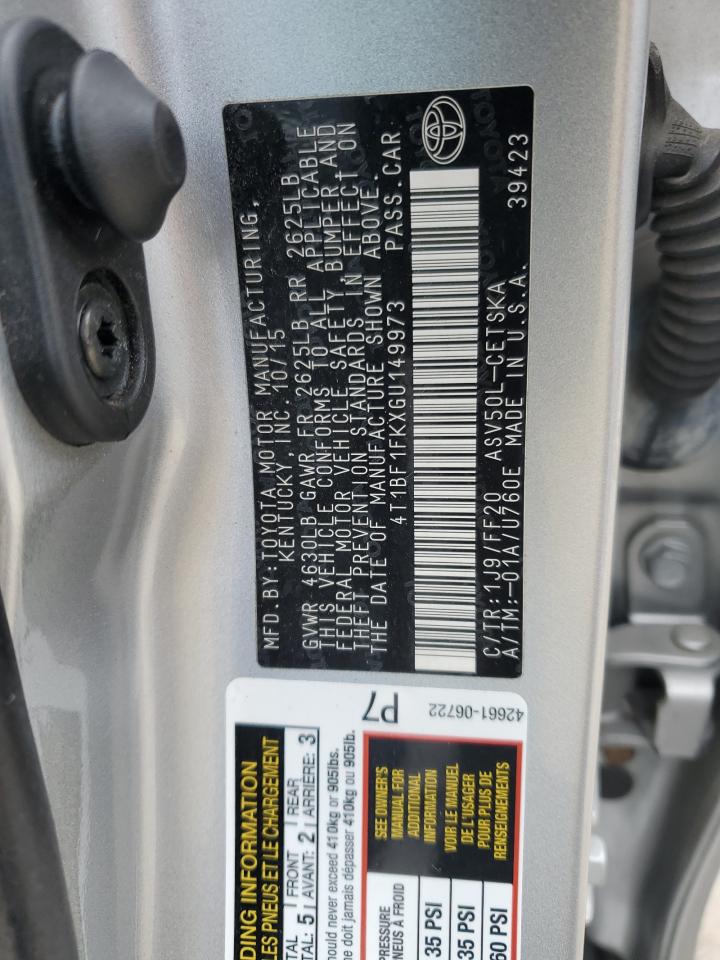 MFD.BY:TOYOTA MOTOR MANUFACTURING,
KENTUCKY, INC. 10/15
GVWR 4630LB GAWR FR 2625LB RR 2625LB
THIS VEHICLE CONFORMS TO ALL APPLICABLE
FEDERAL MOTOR VEHICLE SAFETY, BUMPER AND
THEFT PREVENTION STANDARDS IN EFFECT ON
THE DATE OF MANUFACTURE SHOWN ABOVE.
4T1BF1FKXGU149973 PASS.CAR
C/TR:1J9/FF20 ASV50L-CETSKA
A/TM:-01A/U760E MADE IN U.S.A. 39423
DING INFORMATION
LES PNEUS ET LE CHARGEMENT
TAL 5 FRONT 2 REAR 3
TAL: AVANT: ARRIÈRE:
hould never exceed 410kg or 905lbs.
ne doit jamais dépasser 410kg ou 905lb.
PRESSURE
NEUS À FROID
35 PSI
35 PSI
60 PSI
SEE OWNER'S
MANUAL FOR
ADDITIONAL
INFORMATION
VOIR LE MANUEL
DE L'USAGER
POUR PLUS DE
RENSEIGNEMENTS
P7
42661-06722